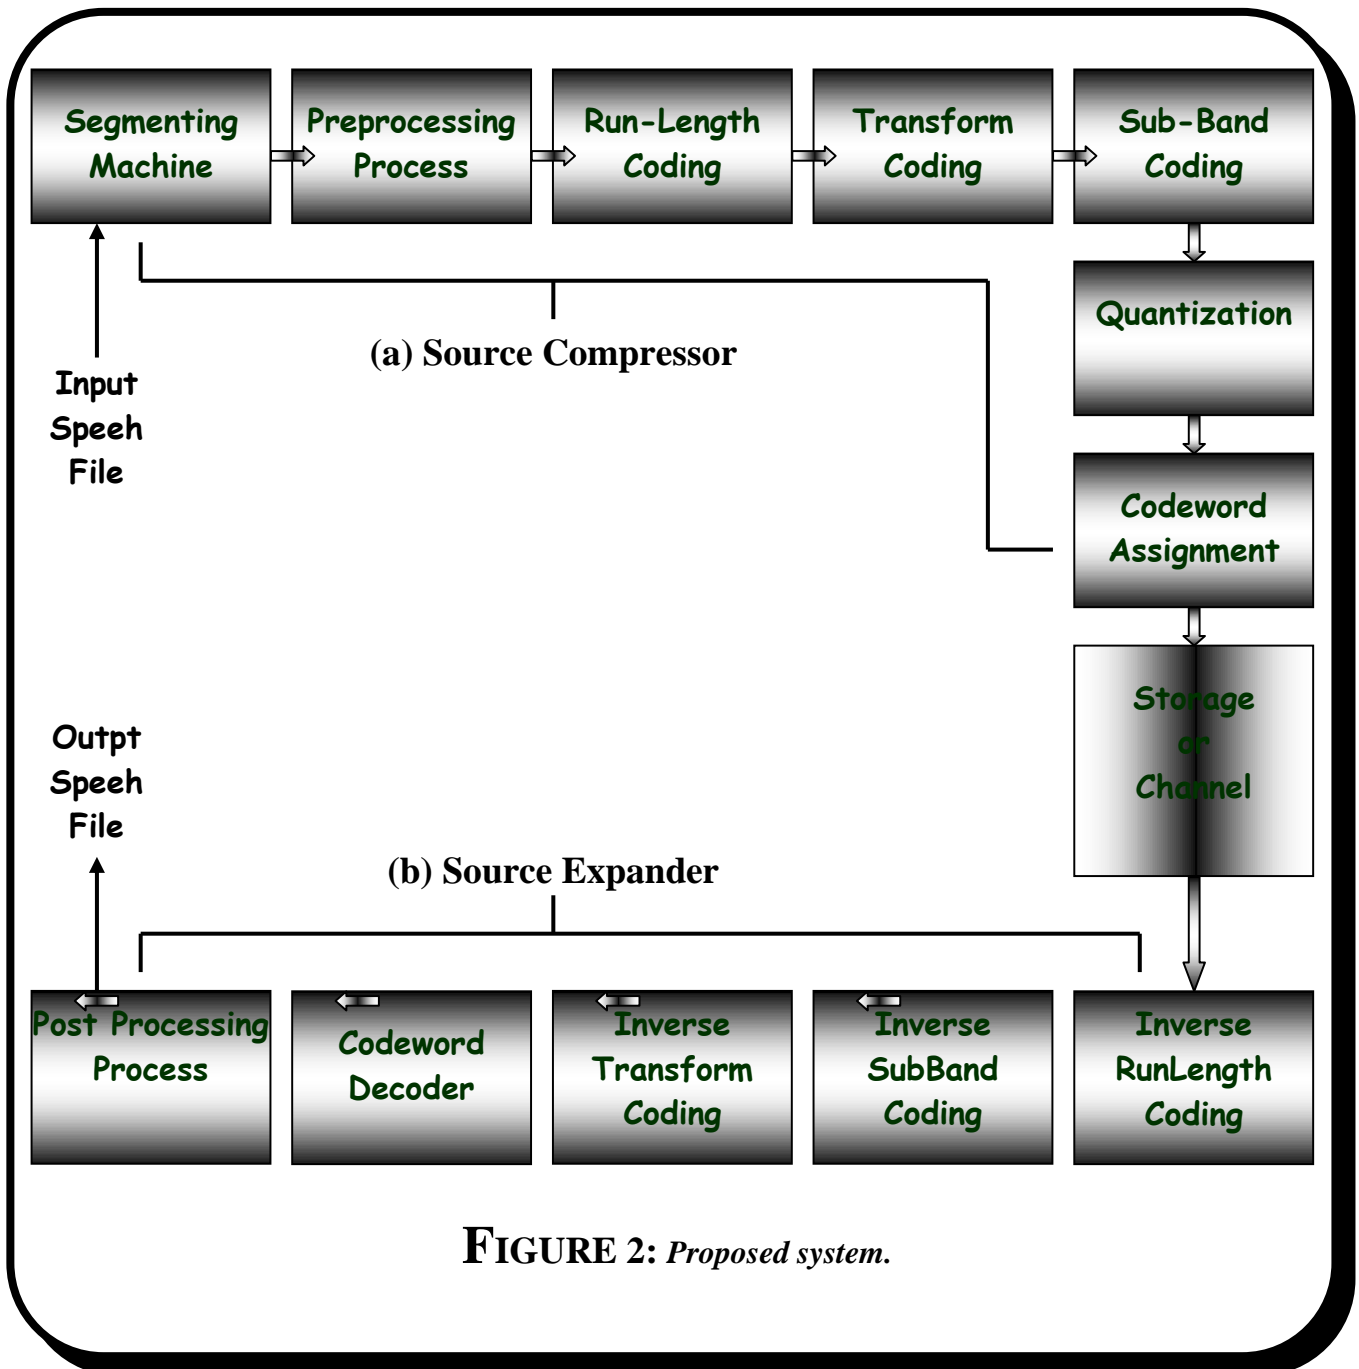 Segmenting
Machine
Preprocessing
Process
Run-Length
Coding
Transform
Coding
Sub-Band
Coding
Quantization
(a) Source Compressor
Input
Speeh
File
Codeword
Assignment
Storage
or
Channel
Outpt
Speeh
File
(b) Source Expander
Post Processing
Process
Codeword
Decoder
Inverse
Transform
Coding
Inverse
SubBand
Coding
Inverse
RunLength
Coding
FIGURE 2: Proposed system.